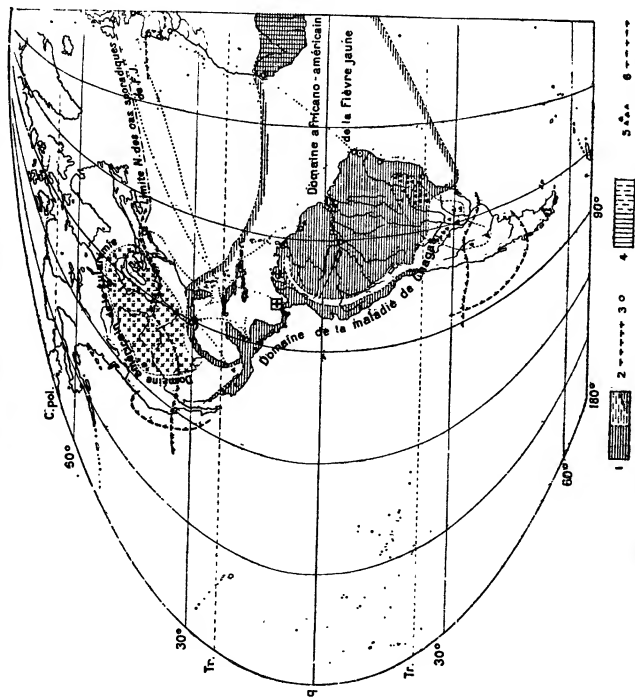 C. pol.
60°
30°
Tr.
q
Tr.
30°
60°
180°
90°
Limite N. des cas sporadiques
de F. J.
Domaine africano-américain
de la Fièvre jaune
Domaine de la maladie de Chagas
Domaine
1
2
3
4
5
6